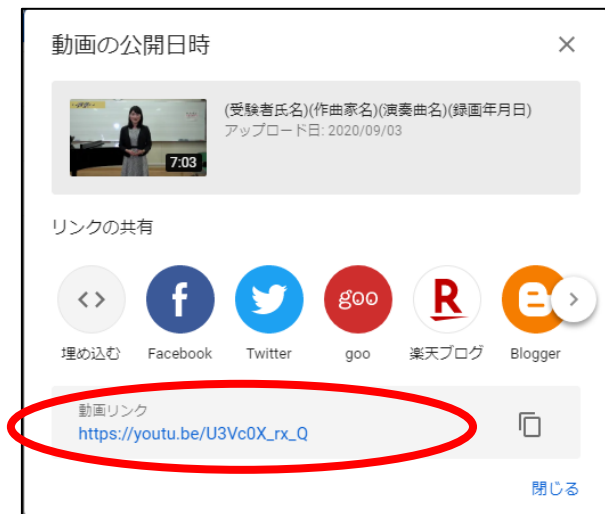 動画の公開日時
(受験者氏名)(作曲家名)(演奏曲名)(録画年月日)
アップロード日: 2020/09/03
7:03
リンクの共有
f
goo
R
埋め込む
Facebook
Twitter
goo
楽天ブログ
Blogger
動画リンク
https://youtu.be/U3Vc0X_rx_Q
閉じる